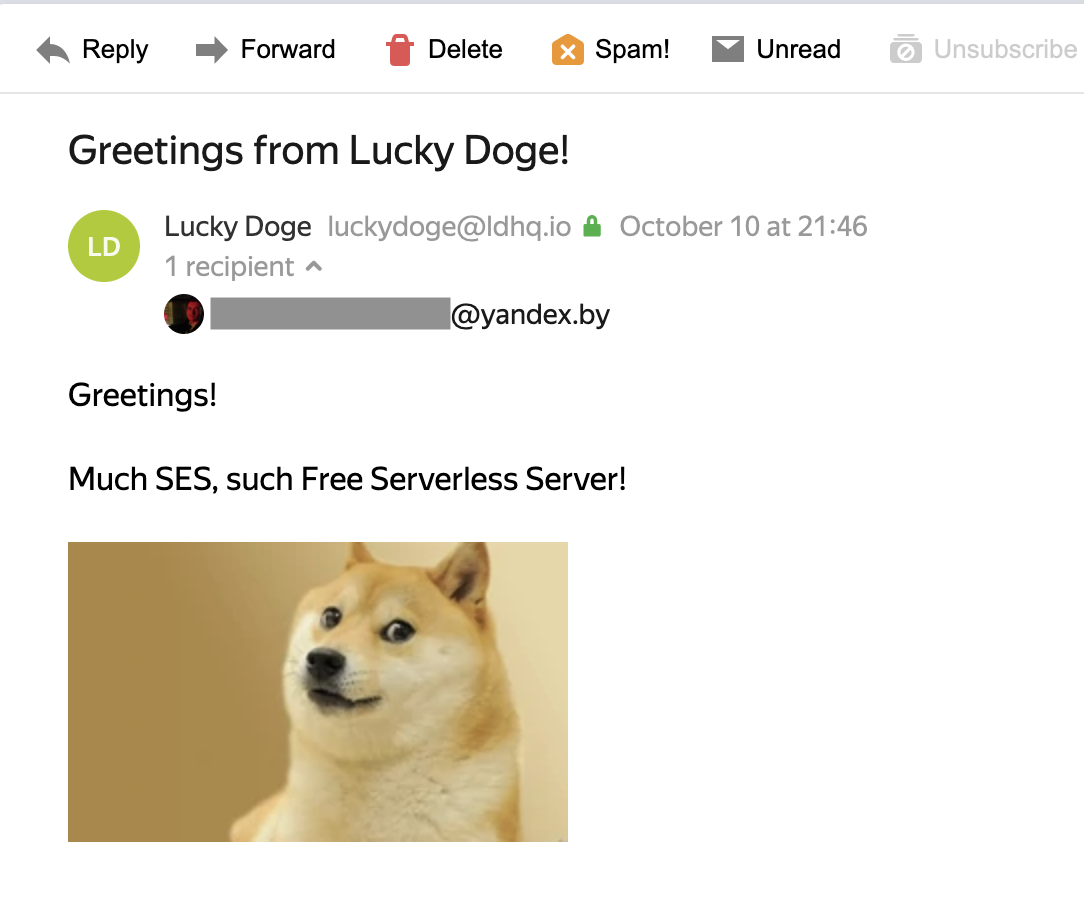 Reply Forward Delete Spam! Unread Unsubscribe
Greetings from Lucky Doge!
LD Lucky Doge luckydoge@ldhq.io October 10 at 21:46
1 recipient
@yandex.by
Greetings!
Much SES, such Free Serverless Server!